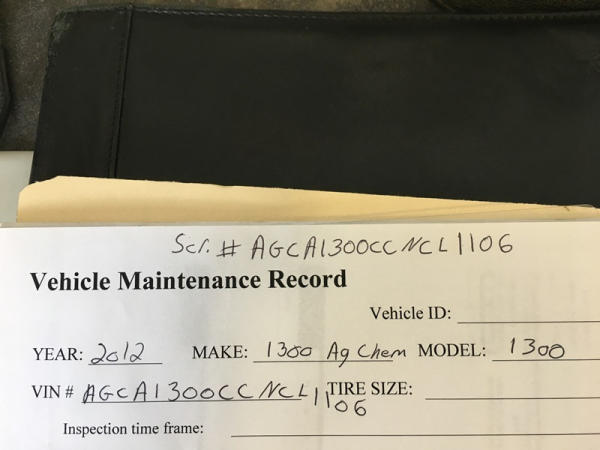 Scr. # AGCA1300CCNCL1106
Vehicle Maintenance Record
Vehicle ID:
YEAR: 2012 MAKE: 1300 Ag Chem MODEL: 1300
VIN # AGCA1300CCNCL1106 TIRE SIZE:
Inspection time frame: